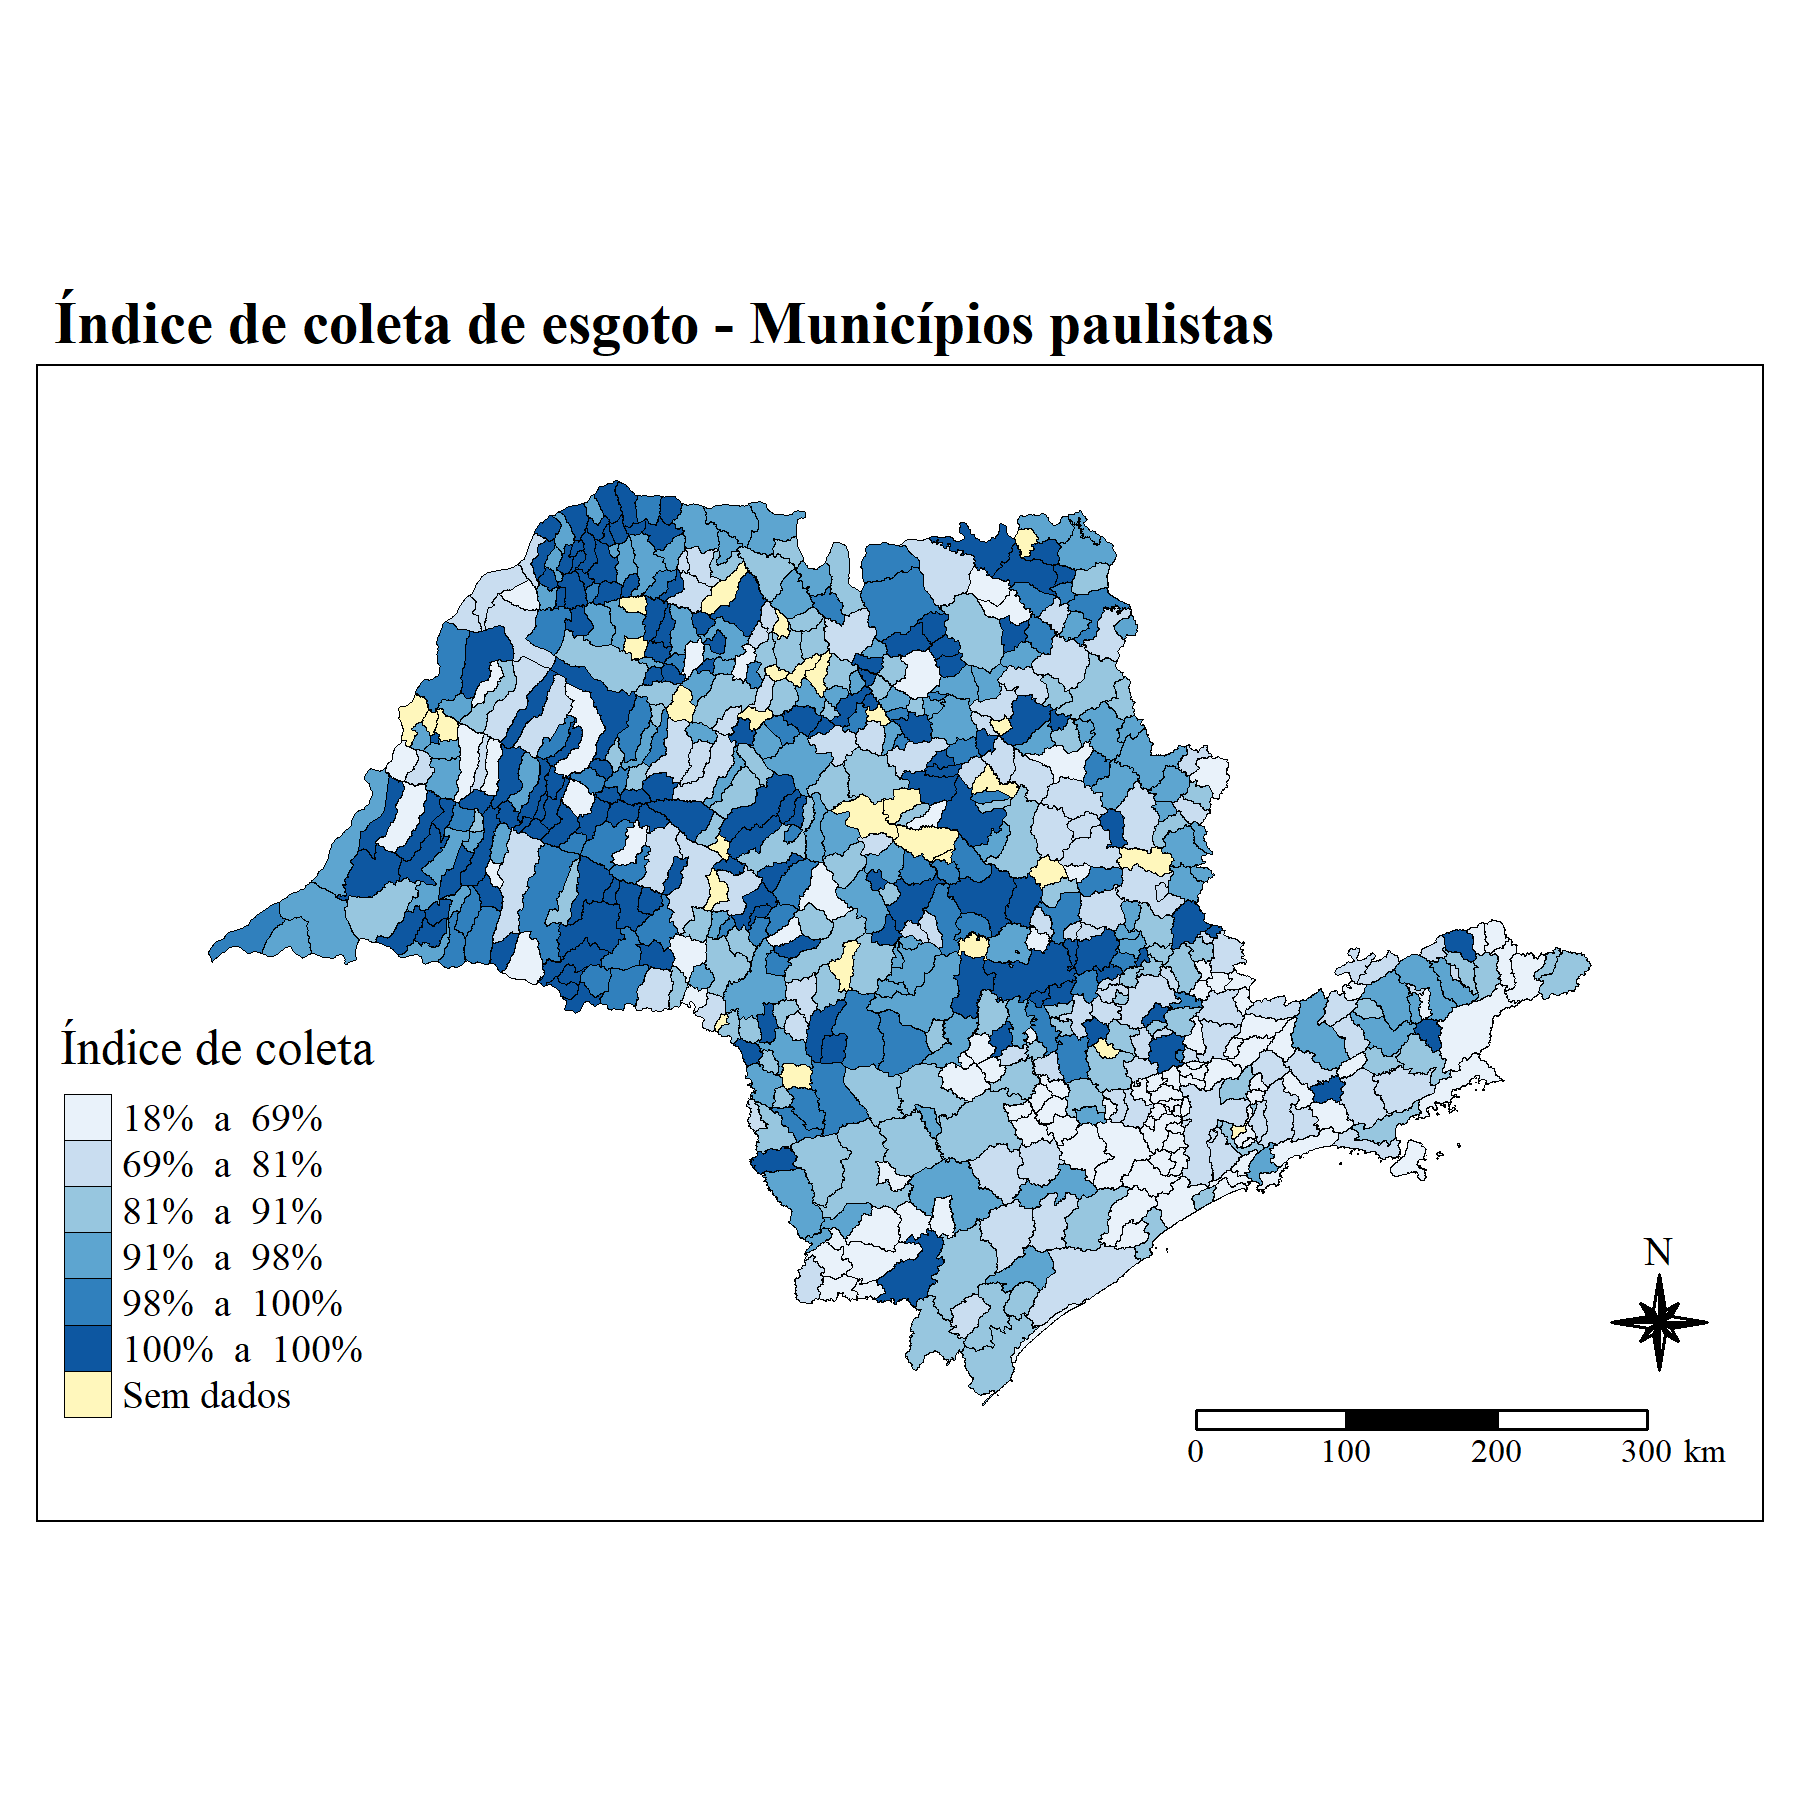 Índice de coleta de esgoto - Municípios paulistas
Índice de coleta
18% a 69%
69% a 81%
81% a 91%
91% a 98%
98% a 100%
100% a 100%
Sem dados
N
0 100 200 300 km